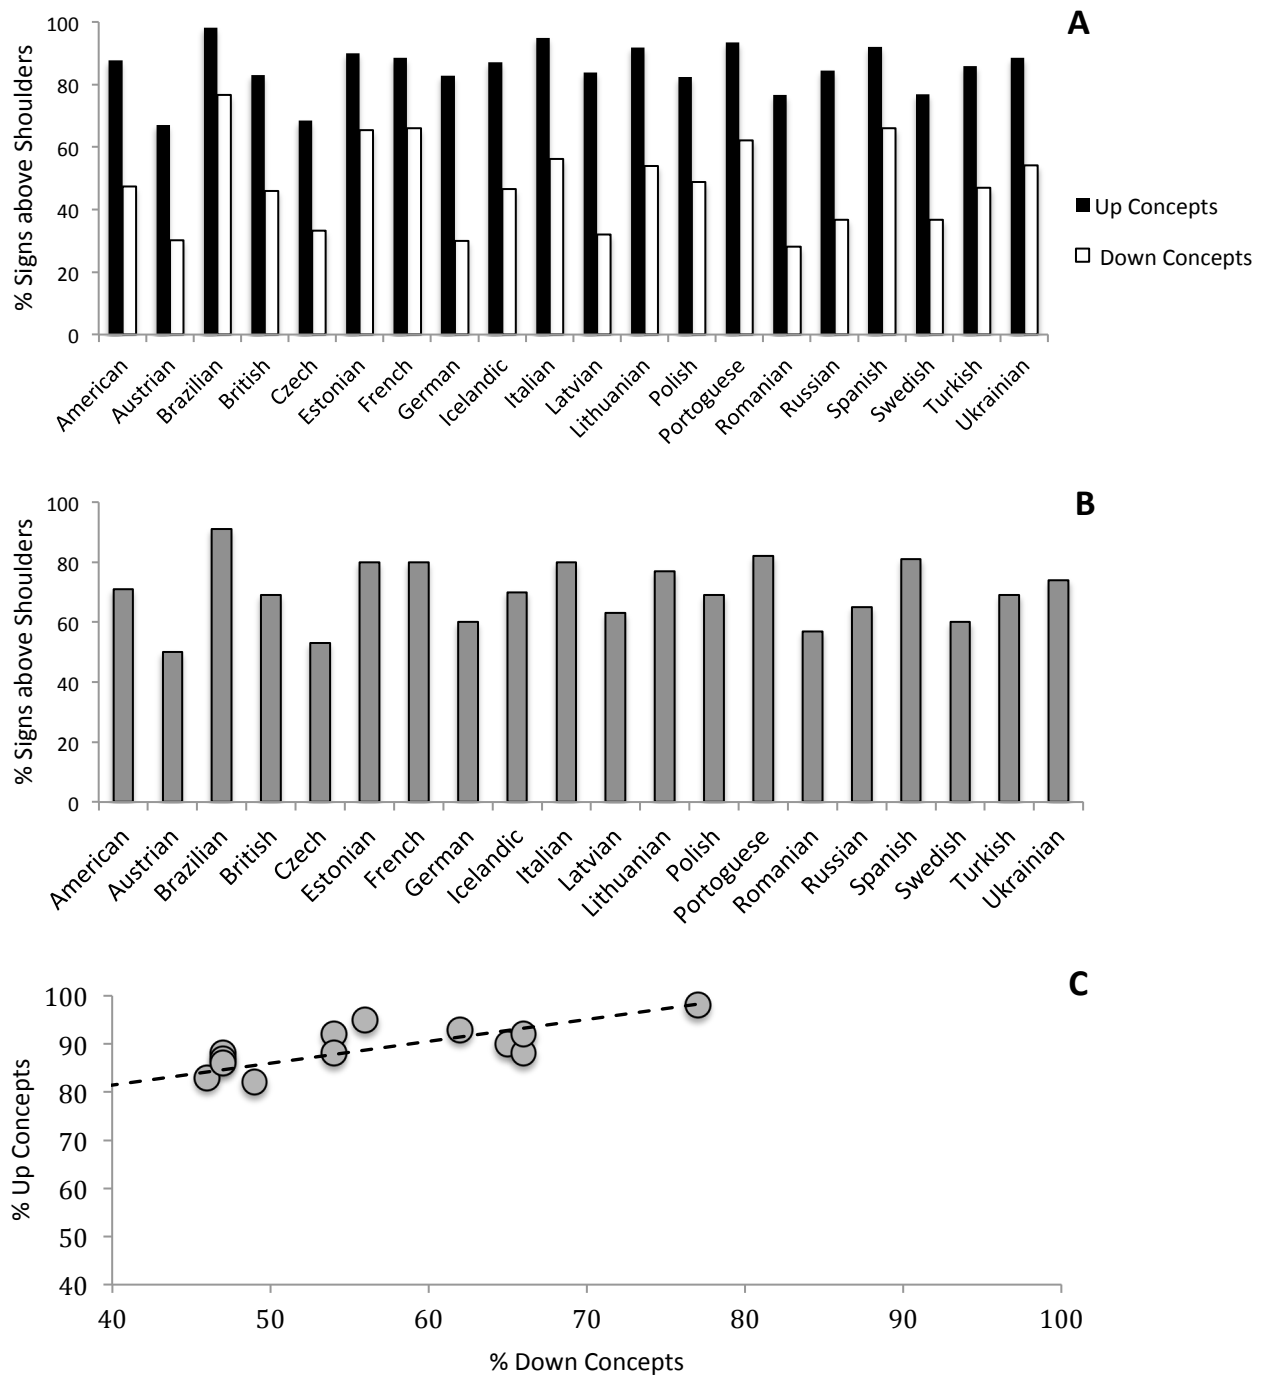 A
% Signs above Shoulders
100
80
60
40
20
0
American
Austrian
Brazilian
British
Czech
Estonian
French
German
Icelandic
Italian
Latvian
Lithuanian
Polish
Portoguese
Romanian
Russian
Spanish
Swedish
Turkish
Ukrainian
Up Concepts
Down Concepts
B
% Signs above Shoulders
100
80
60
40
20
0
American
Austrian
Brazilian
British
Czech
Estonian
French
German
Icelandic
Italian
Latvian
Lithuanian
Polish
Portoguese
Romanian
Russian
Spanish
Swedish
Turkish
Ukrainian
C
% Up Concepts
100
90
80
70
60
50
40
40 50 60 70 80 90 100
% Down Concepts